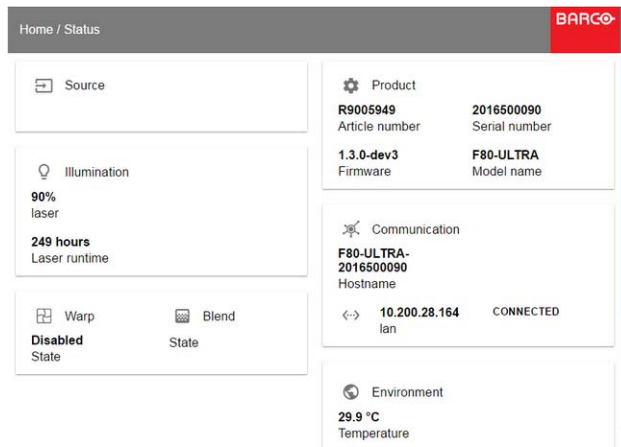 Home / Status
BARCO
Source
Illumination
90%
laser
249 hours
Laser runtime
Warp
Blend
Disabled
State
State
Product
R9005949 2016500090
Article number Serial number
1.3.0-dev3 F80-ULTRA
Firmware Model name
Communication
F80-ULTRA-
2016500090
Hostname
10.200.28.164 CONNECTED
lan
Environment
29.9 °C
Temperature